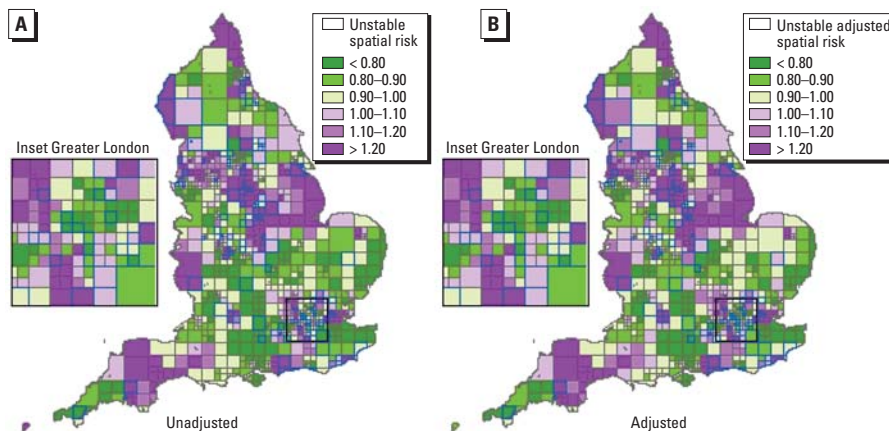 A
Unstable
spatial risk
< 0.80
0.80–0.90
0.90–1.00
1.00–1.10
1.10–1.20
> 1.20
Inset Greater London
Unadjusted
B
Unstable adjusted
spatial risk
< 0.80
0.80–0.90
0.90–1.00
1.00–1.10
1.10–1.20
> 1.20
Inset Greater London
Adjusted